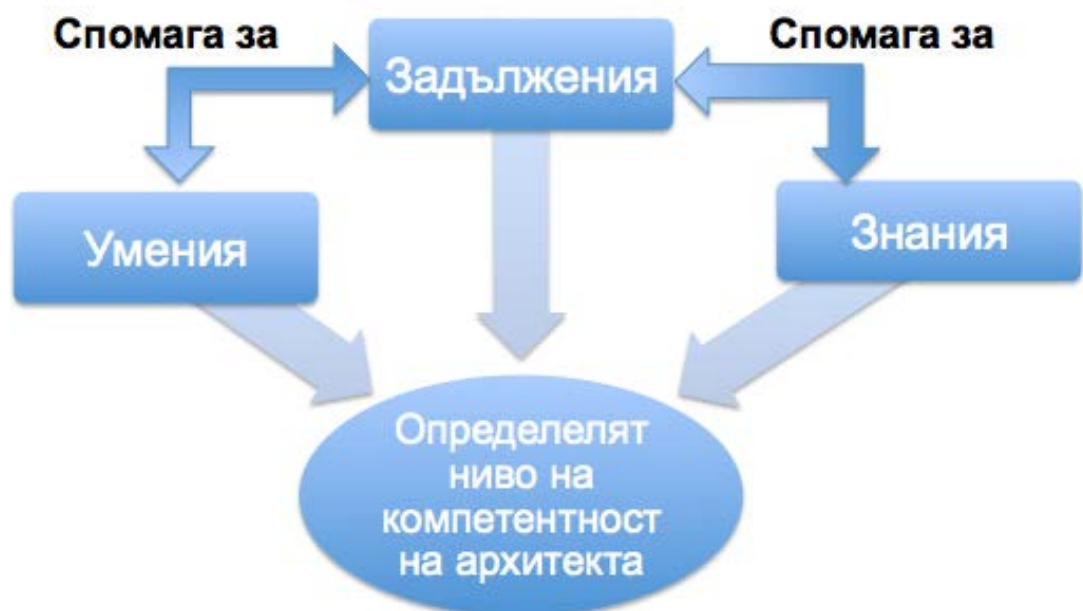 Спомага за
Спомага за
Задължения
Умения
Знания
Определелят
ниво на
компетентност
на архитекта